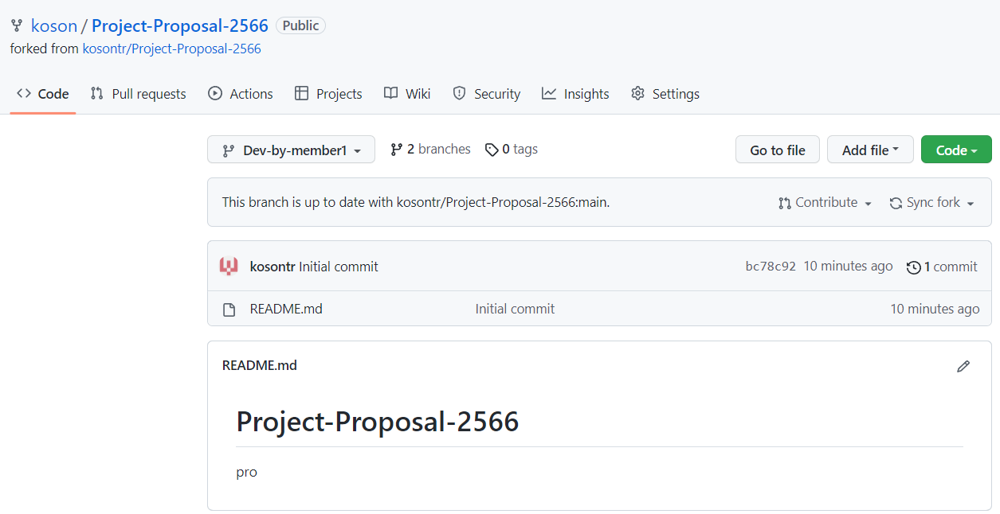 koson / Project-Proposal-2566 Public
forked from kosontr/Project-Proposal-2566
Code Pull requests Actions Projects Wiki Security Insights Settings
Dev-by-member1 2 branches 0 tags Go to file Add file Code
This branch is up to date with kosontr/Project-Proposal-2566:main. Contribute Sync fork
kosontr Initial commit bc78c92 10 minutes ago 1 commit
README.md Initial commit 10 minutes ago
README.md
Project-Proposal-2566
pro